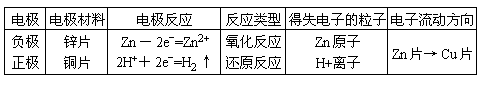 电极 电极材料 电极反应 反应类型 得失电子的粒子 电子流动方向
负极 锌片 Zn－2e⁻=Zn²⁺ 氧化反应 Zn原子 Zn片→Cu片
正极 铜片 2H⁺＋2e⁻=H₂↑ 还原反应 H+离子